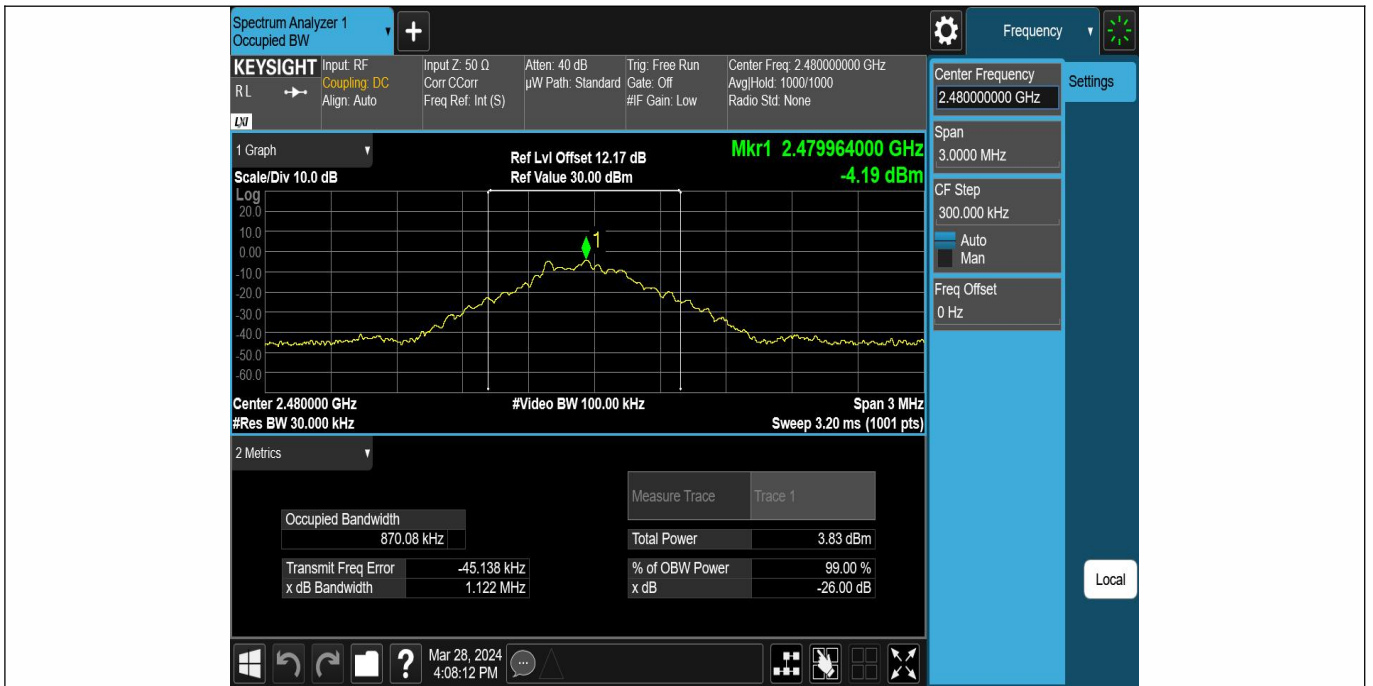 Spectrum Analyzer 1
Occupied BW
+
Frequency
KEYSIGHT
RL
LXI
Input: RF
Coupling: DC
Align: Auto
Input Z: 50 Ω
Corr CCorr
Freq Ref: Int (S)
Atten: 40 dB
µW Path: Standard
Trig: Free Run
Gate: Off
#IF Gain: Low
Center Freq: 2.480000000 GHz
Avg|Hold: 1000/1000
Radio Std: None
Center Frequency
2.480000000 GHz
Settings
Span
3.0000 MHz
CF Step
300.000 kHz
Auto
Man
Freq Offset
0 Hz
Local
1 Graph
Scale/Div 10.0 dB
Ref Lvl Offset 12.17 dB
Ref Value 30.00 dBm
Mkr1 2.479964000 GHz
-4.19 dBm
Log
20.0
10.0
0.00
-10.0
-20.0
-30.0
-40.0
-50.0
-60.0
1
Center 2.480000 GHz
#Video BW 100.00 kHz
Span 3 MHz
#Res BW 30.000 kHz
Sweep 3.20 ms (1001 pts)
2 Metrics
Measure Trace Trace 1
Occupied Bandwidth
870.08 kHz
Total Power 3.83 dBm
Transmit Freq Error -45.138 kHz
% of OBW Power 99.00 %
x dB Bandwidth 1.122 MHz
x dB -26.00 dB
?
Mar 28, 2024
4:08:12 PM